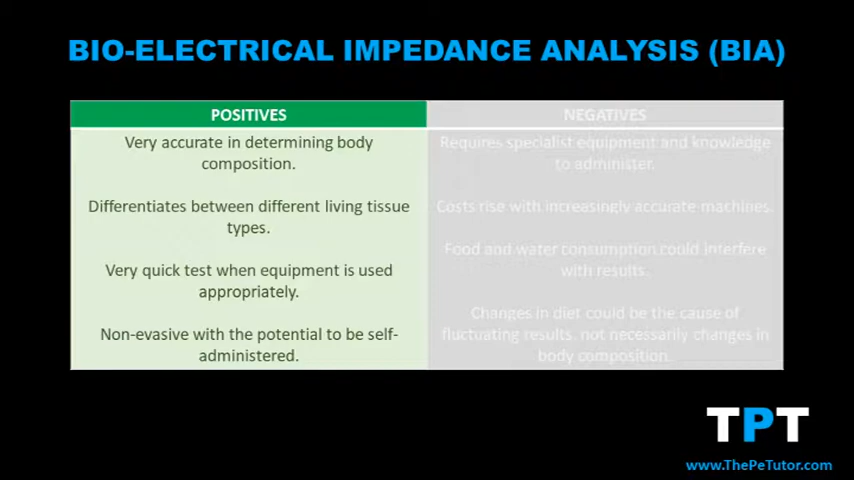 BIO-ELECTRICAL IMPEDANCE ANALYSIS (BIA)
POSITIVES
Very accurate in determining body
composition.
Differentiates between different living tissue
types.
Very quick test when equipment is used
appropriately.
Non-evasive with the potential to be self-
administered.
NEGATIVES
Requires specialist equipment and knowledge
to administer.
Costs rise with increasingly accurate machines.
Food and water consumption could interfere
with results.
Changes in diet could be the cause of
fluctuating results, not necessarily changes in
body composition.
TPT
www.ThePeTutor.com